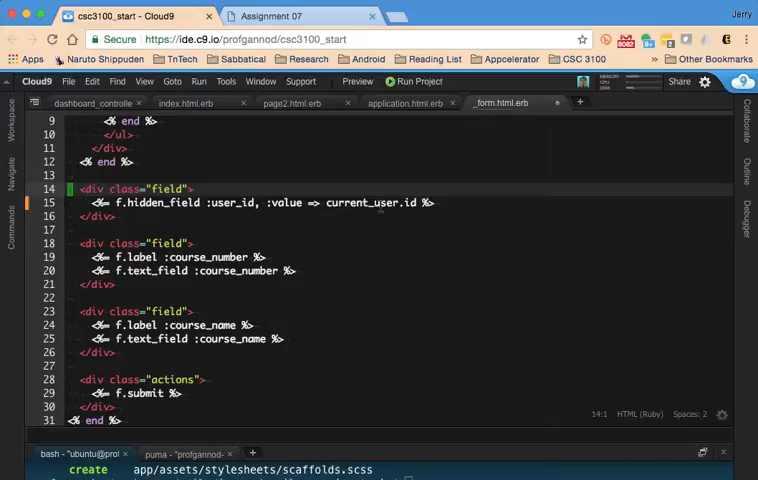 csc3100_start - Cloud9 × Assignment 07 × Jerry
Secure https://ide.c9.io/profgannod/csc3100_start
Apps Naruto Shippuden TnTech Sabbatical Research Android Reading List Appcelerator CSC 3100 » Other Bookmarks
Cloud9 File Edit Find View Goto Run Tools Window Support Preview Run Project MEMORY CPU DISK Share
dashboard_controlle × index.html.erb × page2.html.erb × application.html.erb × _form.html.erb
9 <% end %>
10 </ul>
11 </div>
12 <% end %>
13
14 <div class="field">
15 <%= f.hidden_field :user_id, :value => current_user.id %>
16 </div>
17
18 <div class="field">
19 <%= f.label :course_number %>
20 <%= f.text_field :course_number %>
21 </div>
22
23 <div class="field">
24 <%= f.label :course_name %>
25 <%= f.text_field :course_name %>
26 </div>
27
28 <div class="actions">
29 <%= f.submit %>
30 </div>
31 <% end %>
14:1 HTML (Ruby) Spaces: 2
bash - "ubuntu@prof × puma - "profgannod- ×
create app/assets/stylesheets/scaffolds.scss
Workspace
Navigate
Commands
Collaborate
Outline
Debugger